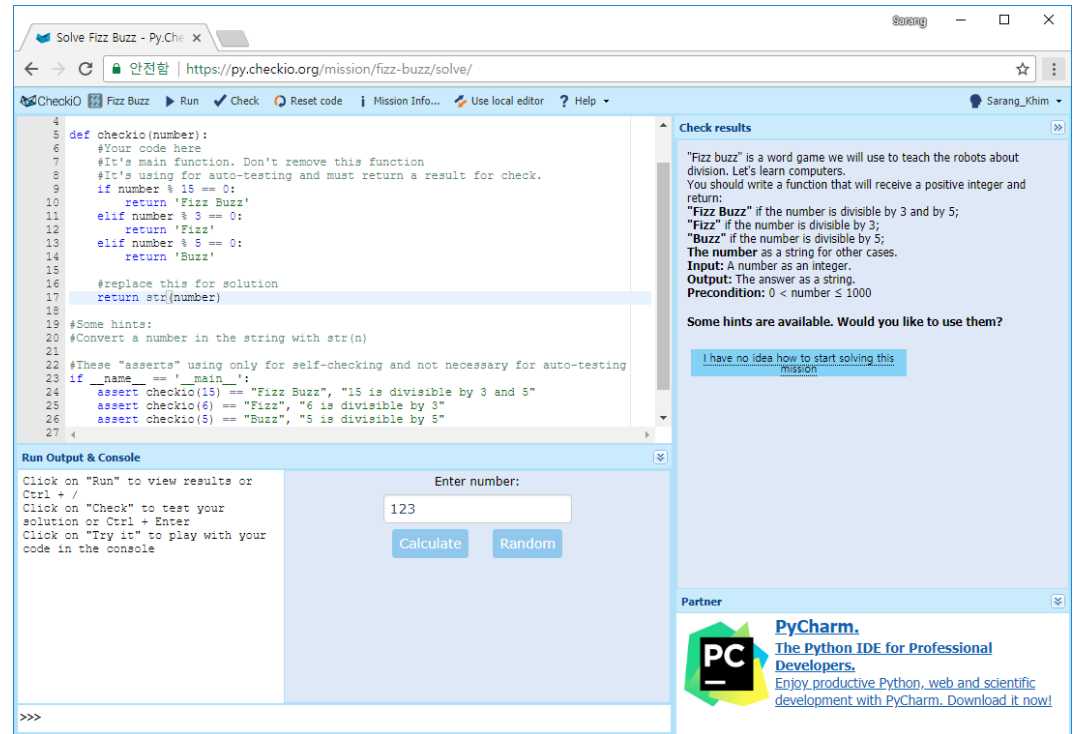 Sarang
Solve Fizz Buzz - Py.Che
安전함 https://py.checkio.org/mission/fizz-buzz/solve/
CheckiO Fizz Buzz Run Check Reset code Mission Info... Use local editor ? Help Sarang_Khim
4
5 def checkio(number):
6 #Your code here
7 #It's main function. Don't remove this function
8 #It's using for auto-testing and must return a result for check.
9 if number % 15 == 0:
10 return 'Fizz Buzz'
11 elif number % 3 == 0:
12 return 'Fizz'
13 elif number % 5 == 0:
14 return 'Buzz'
15
16 #replace this for solution
17 return str(number)
18
19 #Some hints:
20 #Convert a number in the string with str(n)
21
22 #These "asserts" using only for self-checking and not necessary for auto-testing
23 if __name__ == '__main__':
24 assert checkio(15) == "Fizz Buzz", "15 is divisible by 3 and 5"
25 assert checkio(6) == "Fizz", "6 is divisible by 3"
26 assert checkio(5) == "Buzz", "5 is divisible by 5"
27
Run Output & Console
Click on "Run" to view results or
Ctrl + /
Click on "Check" to test your
solution or Ctrl + Enter
Click on "Try it" to play with your
code in the console
>>>
Enter number:
123
Calculate Random
Check results
"Fizz buzz" is a word game we will use to teach the robots about
division. Let's learn computers.
You should write a function that will receive a positive integer and
return:
"Fizz Buzz" if the number is divisible by 3 and by 5;
"Fizz" if the number is divisible by 3;
"Buzz" if the number is divisible by 5;
The number as a string for other cases.
Input: A number as an integer.
Output: The answer as a string.
Precondition: 0 < number ≤ 1000
Some hints are available. Would you like to use them?
I have no idea how to start solving this
mission
Partner
PC
PyCharm.
The Python IDE for Professional
Developers.
Enjoy productive Python, web and scientific
development with PyCharm. Download it now!